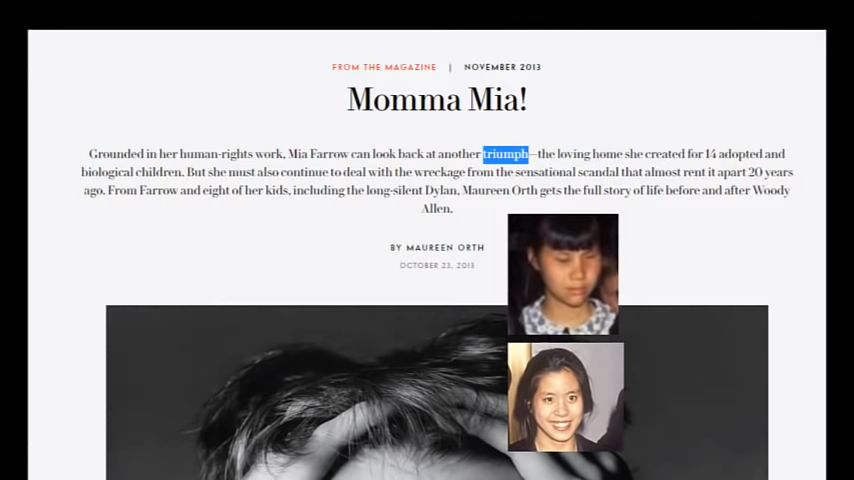 FROM THE MAGAZINE | NOVEMBER 2013
Momma Mia!
Grounded in her human-rights work, Mia Farrow can look back at another triumph—the loving home she created for 14 adopted and
biological children. But she must also continue to deal with the wreckage from the sensational scandal that almost rent it apart 20 years
ago. From Farrow and eight of her kids, including the long-silent Dylan, Maureen Orth gets the full story of life before and after Woody
Allen.
BY MAUREEN ORTH
OCTOBER 23, 2013